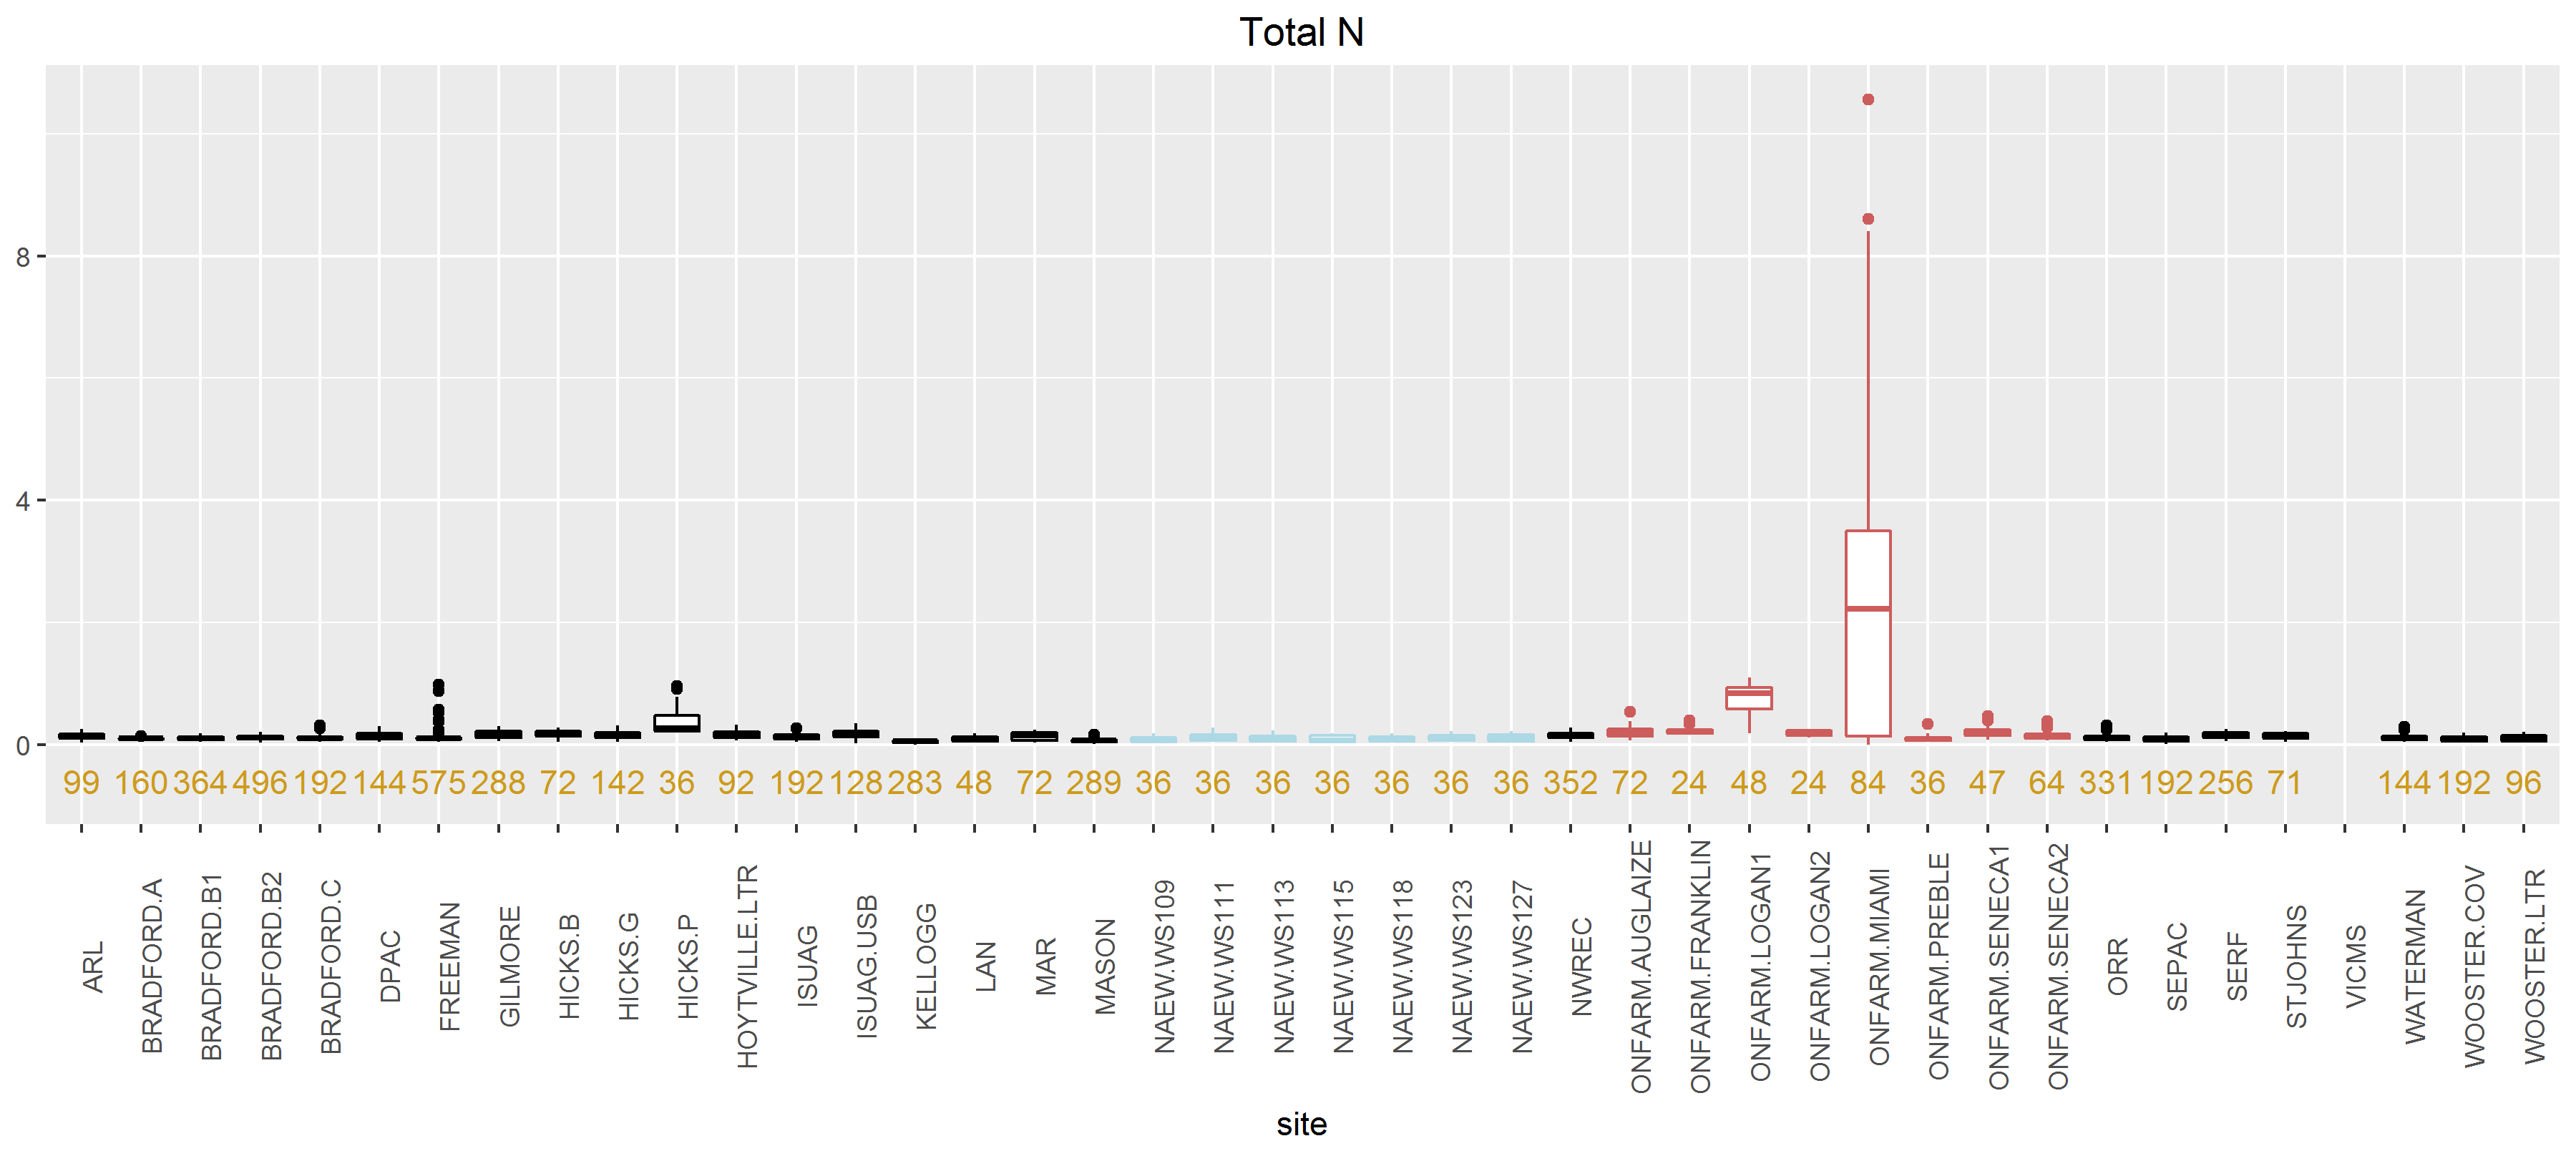 Total N
8
4
0
99 160 364 496 192 144 575 288 72 142 36 92 192 128 283 48 72 289 36 36 36 36 36 36 36 352 72 24 48 24 84 36 47 64 331 192 256 71 144 192 96
ARL
BRADFORD.A
BRADFORD.B1
BRADFORD.B2
BRADFORD.C
DPAC
FREEMAN
GILMORE
HICKS.B
HICKS.G
HICKS.P
HOYTVILLE.LTR
ISUAG
ISUAG.USB
KELLOGG
LAN
MAR
MASON
NAEW.WS109
NAEW.WS111
NAEW.WS113
NAEW.WS115
NAEW.WS118
NAEW.WS123
NAEW.WS127
NWREC
ONFARM.AUGLAIZE
ONFARM.FRANKLIN
ONFARM.LOGAN1
ONFARM.LOGAN2
ONFARM.MIAMI
ONFARM.PREBLE
ONFARM.SENECA1
ONFARM.SENECA2
ORR
SEPAC
SERF
STJOHNS
VICMS
WATERMAN
WOOSTER.COV
WOOSTER.LTR
site